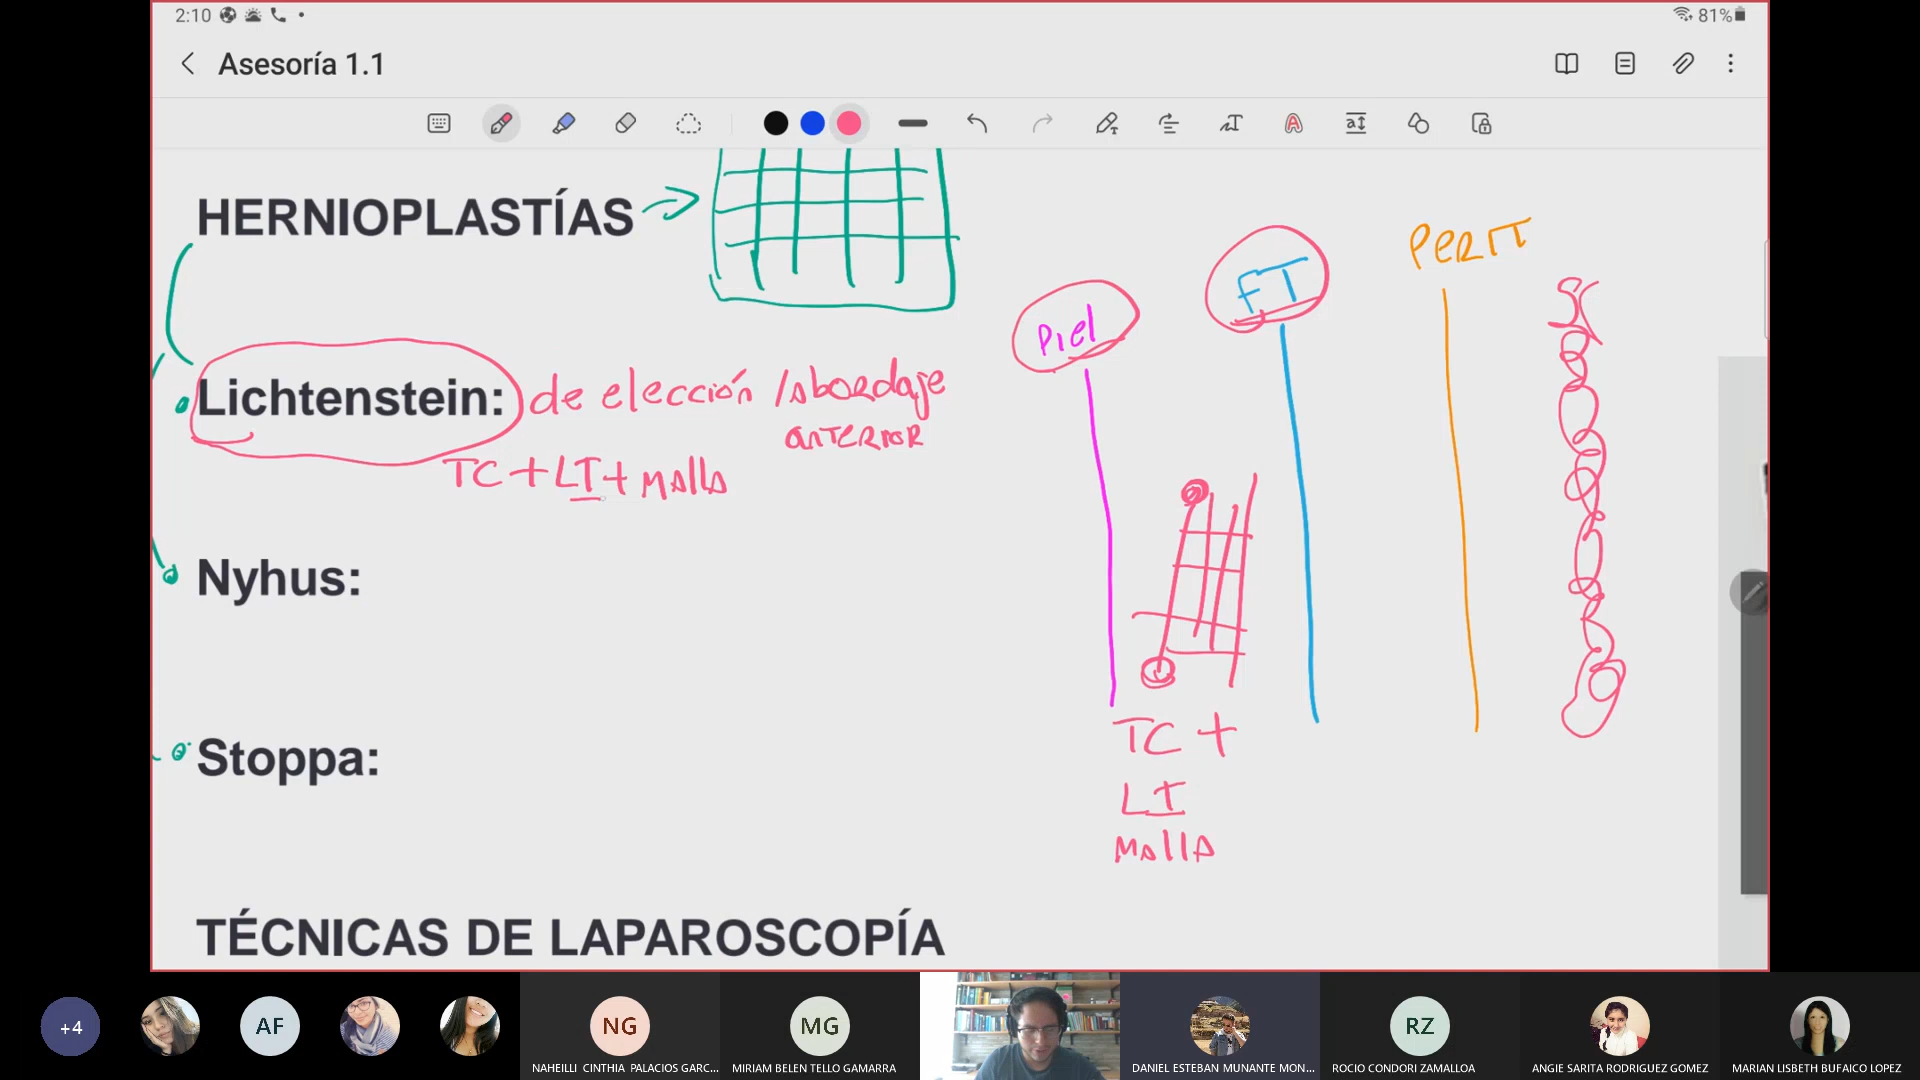 2:10
81%
Asesoría 1.1
HERNIOPLASTÍAS
Piel
FT
PERIT
Lichtenstein: de elección / Abordaje
anterior
TC + LI + MAllA
Nyhus:
TC +
LI
MAllA
Stoppa:
TÉCNICAS DE LAPAROSCOPÍA
+4
AF
NG
MG
RZ
NAHEILLI CINTHIA PALACIOS GARC...
MIRIAM BELEN TELLO GAMARRA
DANIEL ESTEBAN MUNANTE MON...
ROCIO CONDORI ZAMALLOA
ANGIE SARITA RODRIGUEZ GOMEZ
MARIAN LISBETH BUFAICO LOPEZ